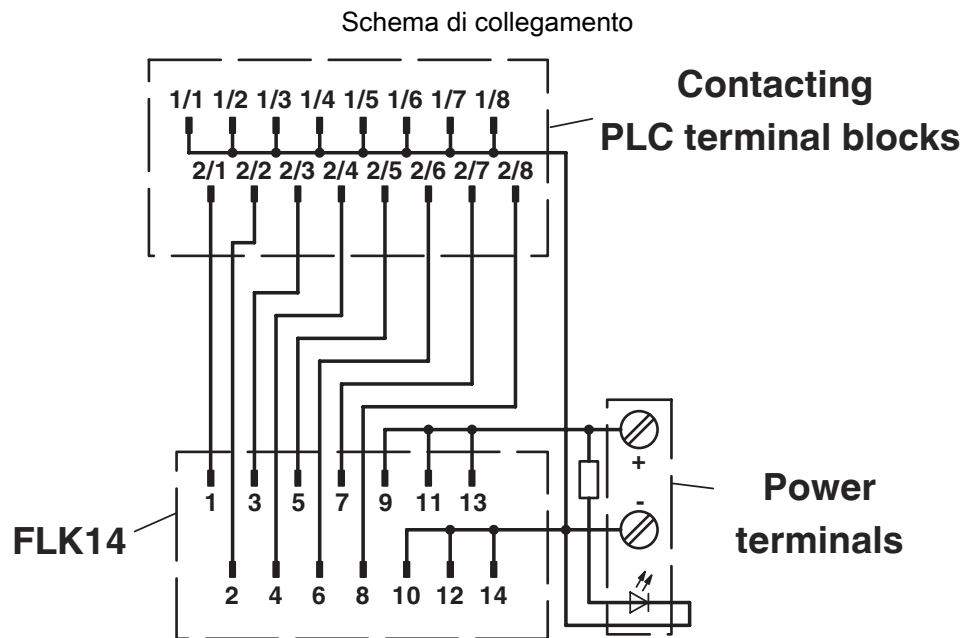 Schema di collegamento
1/1 1/2 1/3 1/4 1/5 1/6 1/7 1/8
Contacting
PLC terminal blocks
2/1 2/2 2/3 2/4 2/5 2/6 2/7 2/8
+
1 3 5 7 9 11 13
-
Power
terminals
FLK14
2 4 6 8 10 12 14